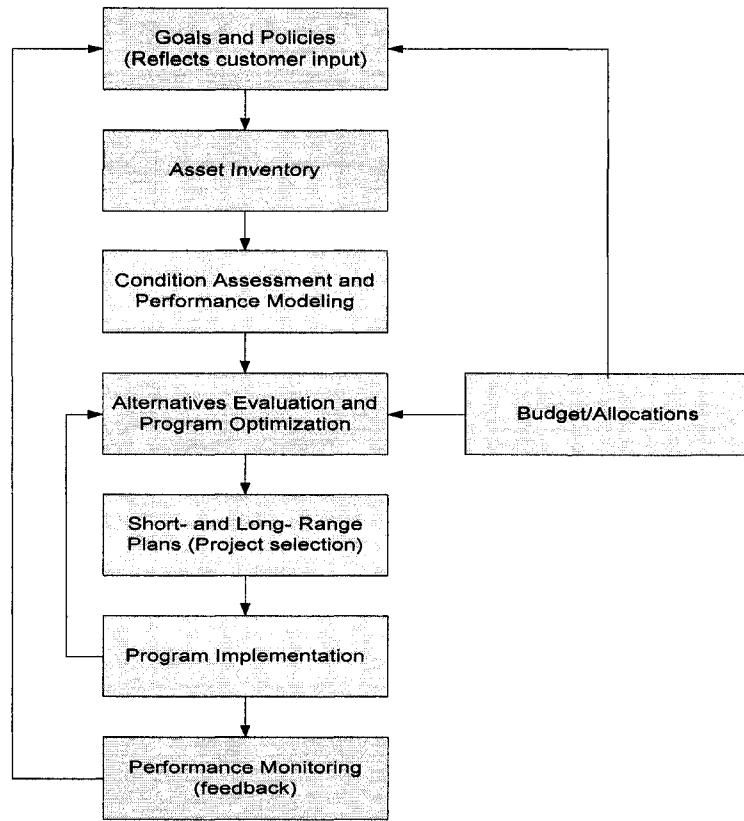 Goals and Policies
(Reflects customer input)
Asset Inventory
Condition Assessment and
Performance Modeling
Alternatives Evaluation and
Program Optimization
Budget/Allocations
Short- and Long- Range
Plans (Project selection)
Program Implementation
Performance Monitoring
(feedback)